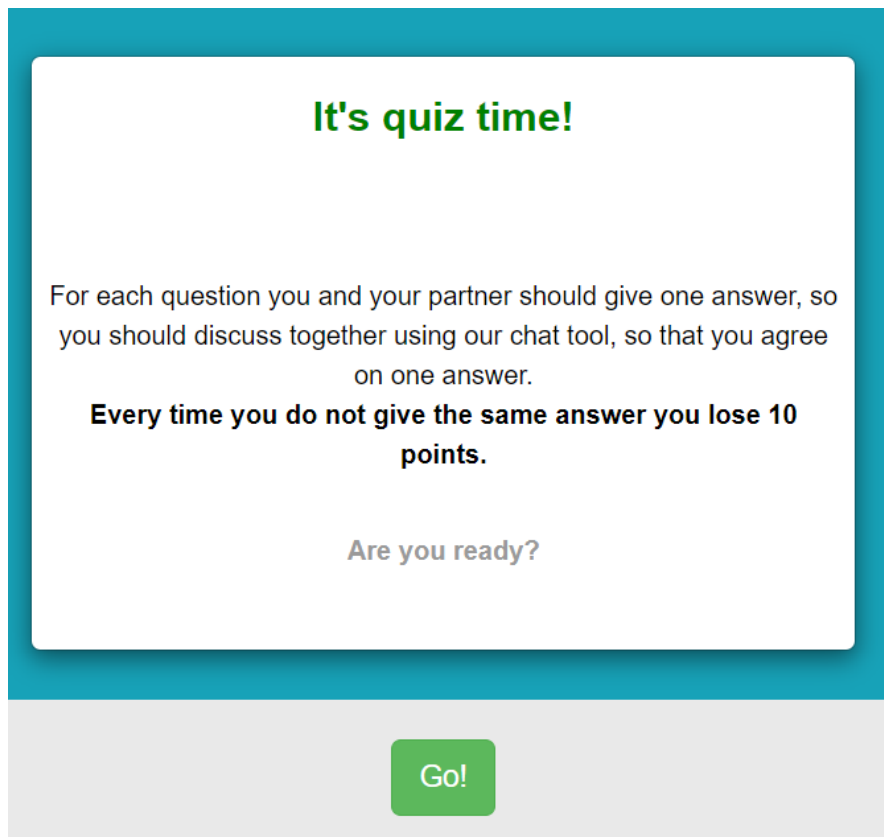 It's quiz time!
For each question you and your partner should give one answer, so
you should discuss together using our chat tool, so that you agree
on one answer.
Every time you do not give the same answer you lose 10
points.
Are you ready?
Go!